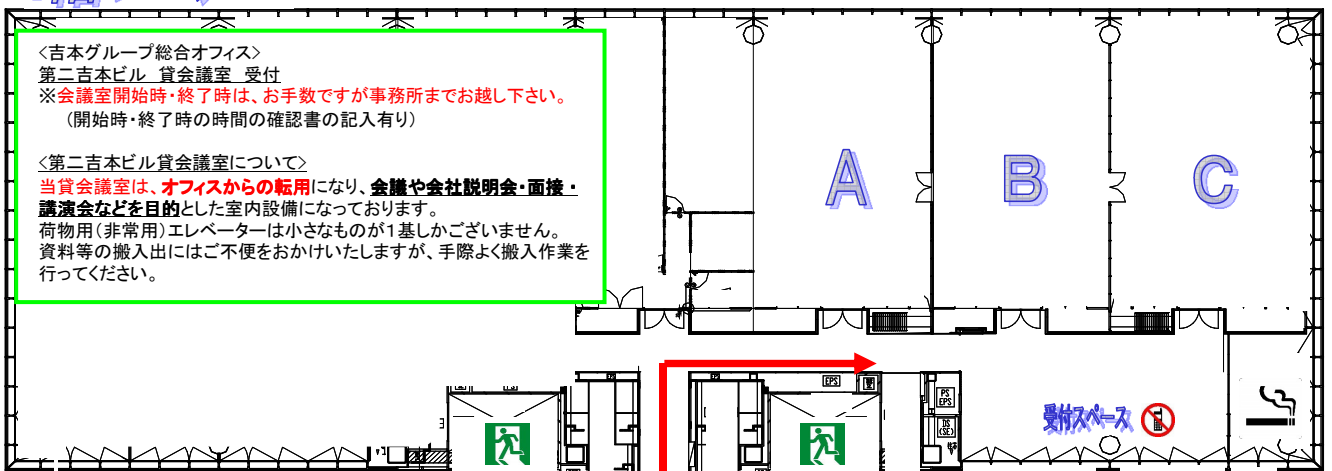 <吉本グループ総合オフィス>
第二吉本ビル 貸会議室 受付
※会議室開始時・終了時は、お手数ですが事務所までお越し下さい。
(開始時・終了時の時間の確認書の記入有り)
<第二吉本ビル貸会議室について>
当貸会議室は、オフィスからの転用になり、会議や会社説明会・面接・
講演会などを目的とした室内設備になっております。
荷物用(非常用)エレベーターは小さなものが1基しかございません。
資料等の搬入出にはご不便をおかけいたしますが、手際よく搬入作業を
行ってください。
A
B
C
EPS
EPS
EPS
PS
EPS
DS
(SE)
受付スペース